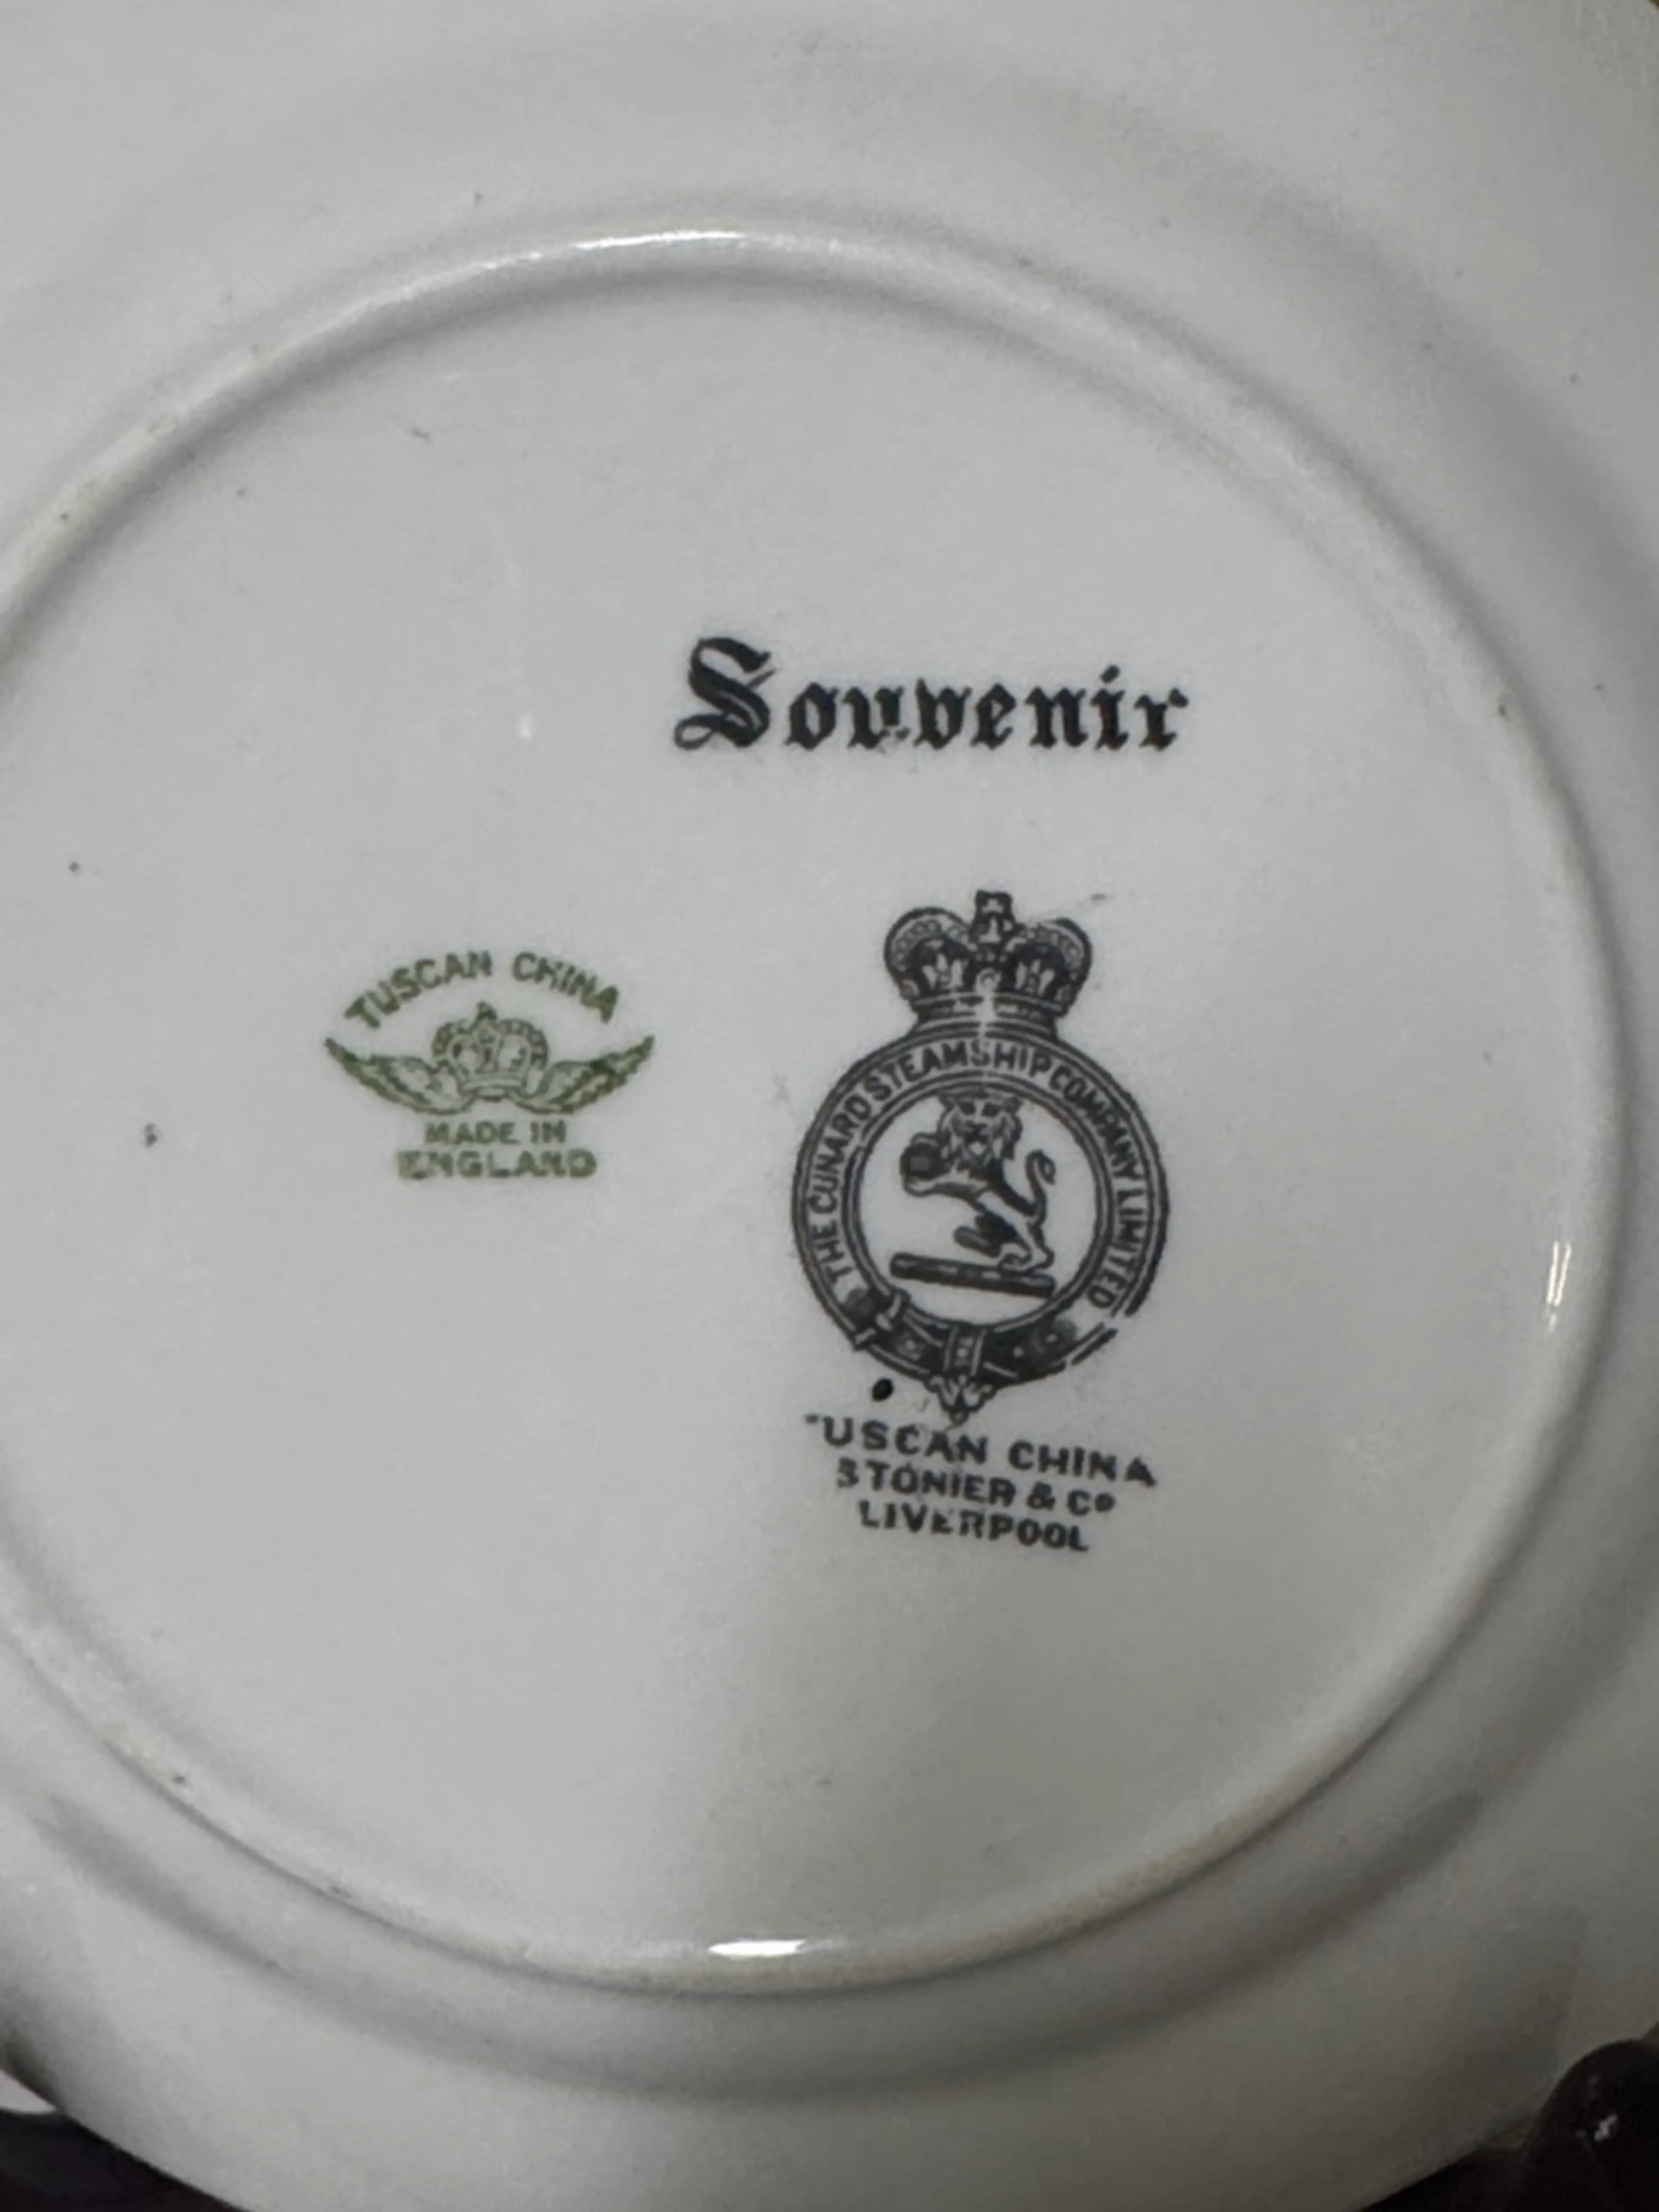 Souvenir
TUSCAN CHINA
MADE IN
ENGLAND
THE CUNARD STEAMSHIP COMPANY LIMITED
TUSCAN CHINA
STONIER & Co
LIVERPOOL